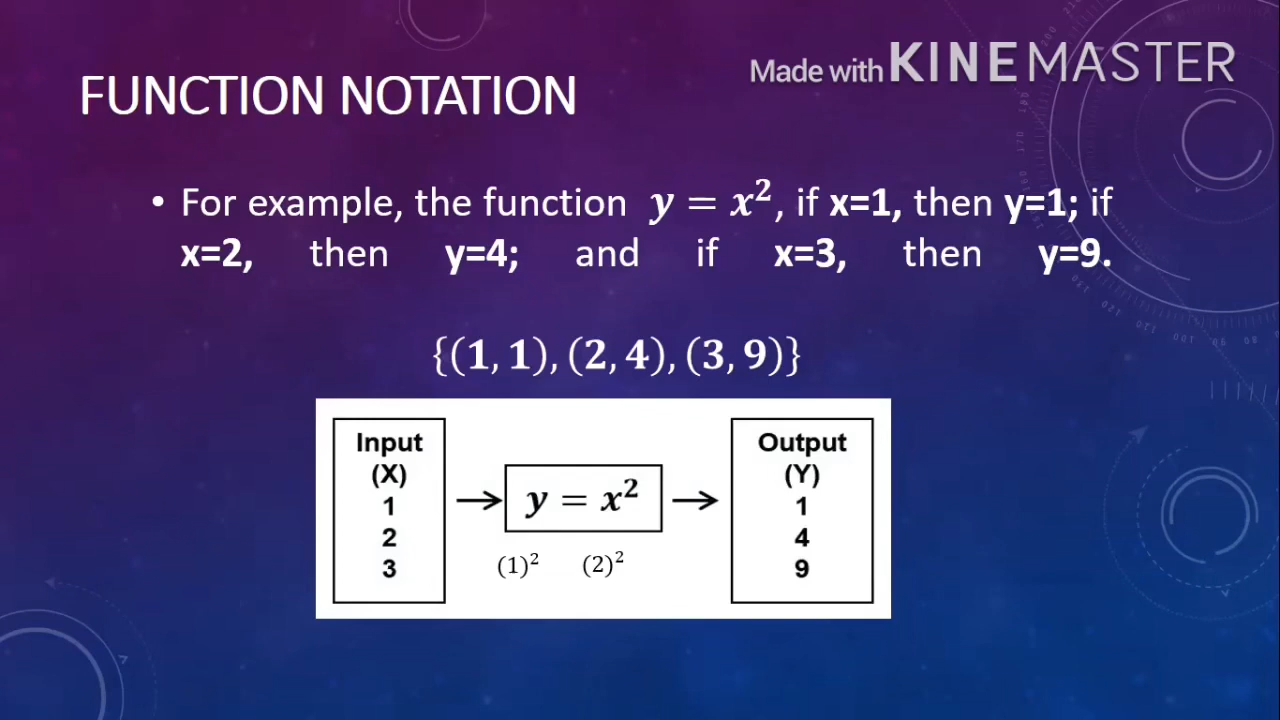 Made with KINEMASTER
FUNCTION NOTATION
• For example, the function y = x², if x=1, then y=1; if
x=2, then y=4; and if x=3, then y=9.
{(1, 1), (2, 4), (3, 9)}
Input
(X)
1
2
3
y = x²
(1)² (2)²
Output
(Y)
1
4
9